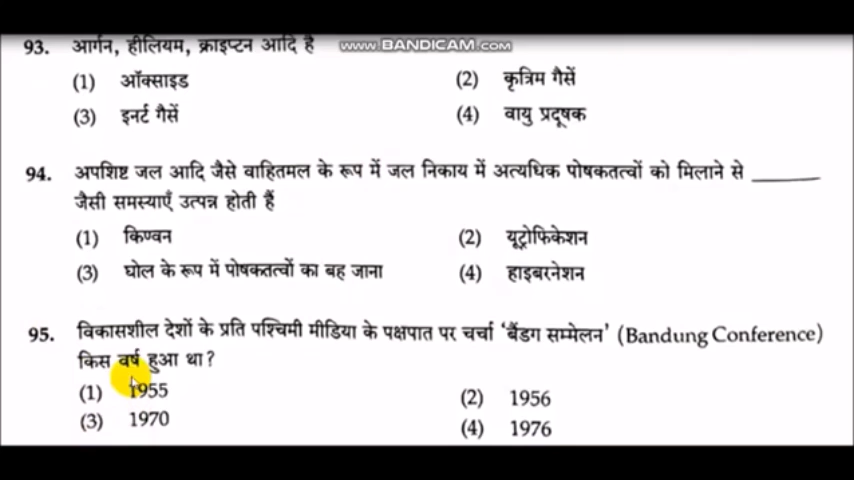 93. आर्गन, हीलियम, क्राइप्टन आदि हैं www.BANDICAM.com
(1) ऑक्साइड (2) कृत्रिम गैसें
(3) इनर्ट गैसें (4) वायु प्रदूषक
94. अपशिष्ट जल आदि जैसे वाहितमल के रूप में जल निकाय में अत्यधिक पोषकतत्वों को मिलाने से ______
जैसी समस्याएँ उत्पन्न होती हैं
(1) किण्वन (2) यूट्रोफिकेशन
(3) घोल के रूप में पोषकतत्वों का बह जाना (4) हाइबरनेशन
95. विकासशील देशों के प्रति पश्चिमी मीडिया के पक्षपात पर चर्चा 'बैंडग सम्मेलन' (Bandung Conference)
किस वर्ष हुआ था?
(1) 1955 (2) 1956
(3) 1970 (4) 1976